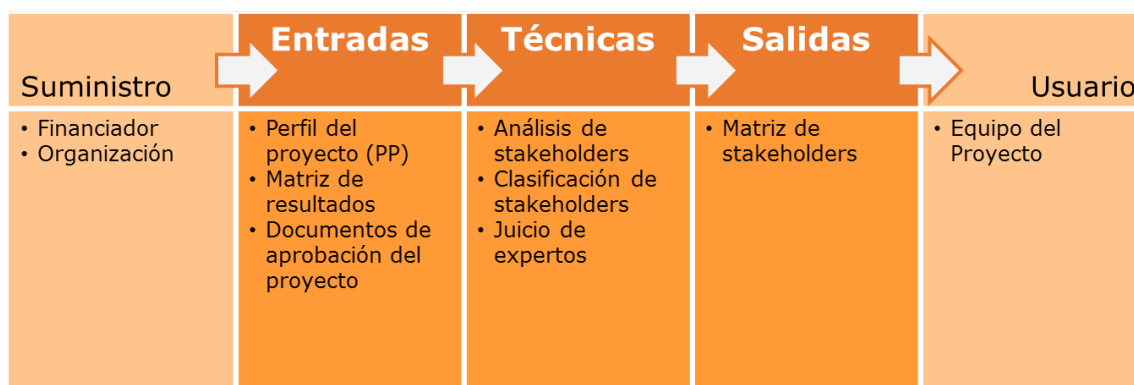 Suministro
Entradas
Técnicas
Salidas
Usuario
• Financiador
• Organización
• Perfil del
proyecto (PP)
• Matriz de
resultados
• Documentos de
aprobación del
proyecto
• Análisis de
stakeholders
• Clasificación de
stakeholders
• Juicio de
expertos
• Matriz de
stakeholders
• Equipo del
Proyecto